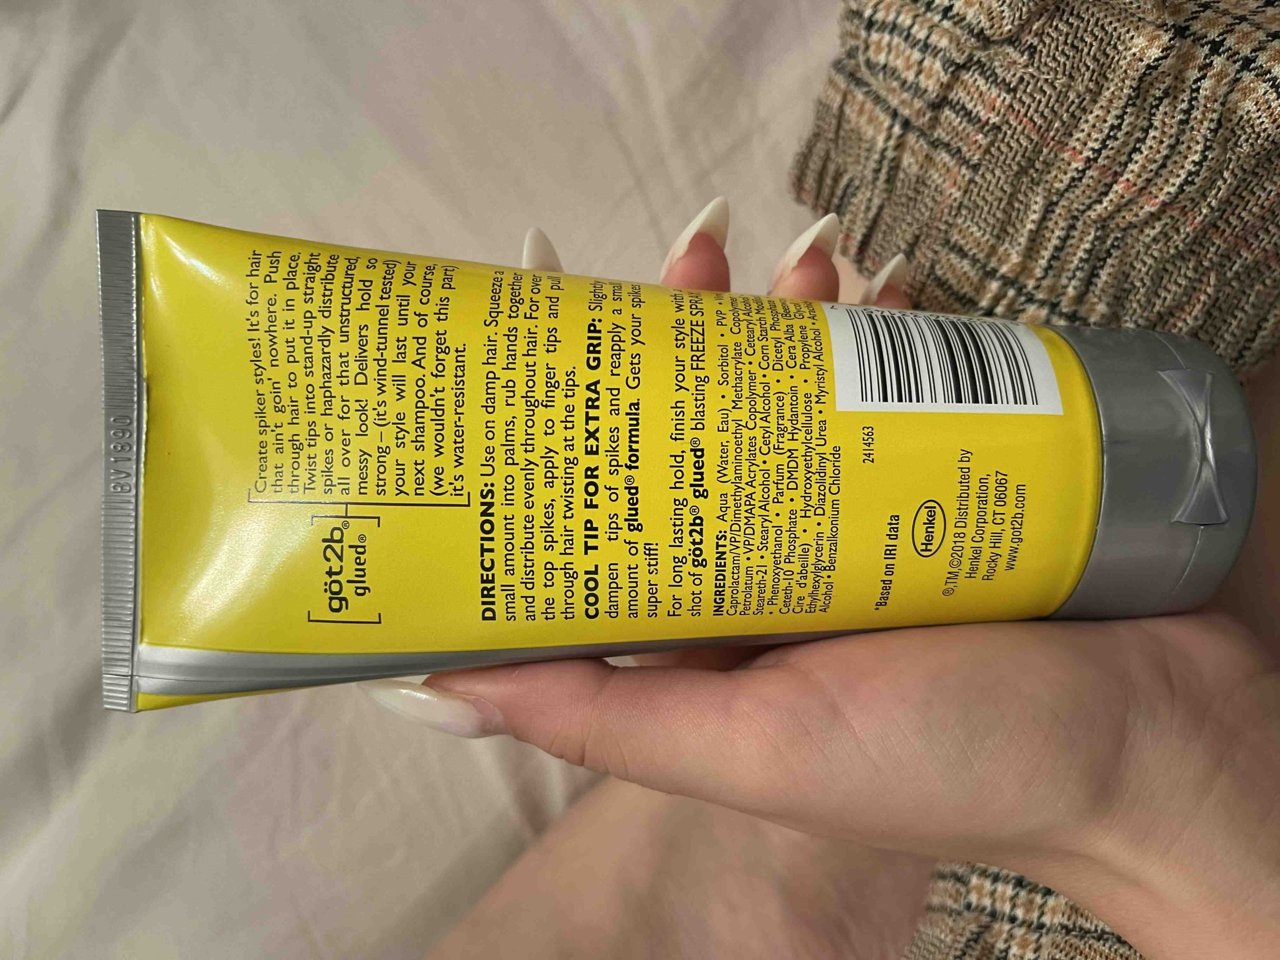 BV1890
[göt2b®
glued®]
Create spiker styles! It's for hair
that ain't goin' nowhere. Push
through hair to put it in place,
Twist tips into stand-up straight
spikes or haphazardly distribute
all over for that unstructured,
messy look! Delivers hold so
strong – (it's wind-tunnel tested)
your style will last until your
next shampoo. And of course,
(we wouldn't forget this part)
it's water-resistant.
DIRECTIONS: Use on damp hair. Squeeze a
small amount into palms, rub hands together
and distribute evenly throughout hair. For over
the top spikes, apply to finger tips and pull
through hair twisting at the tips.
COOL TIP FOR EXTRA GRIP: Slightly
dampen tips of spikes and reapply a small
amount of glued® formula. Gets your spikes
super stiff!
For long lasting hold, finish your style with a
shot of göt2b® glued® blasting FREEZE SPRAY
INGREDIENTS: Aqua (Water, Eau) • Sorbitol • PVP •
Caprolactam/VP/Dimethylaminoethyl Methacrylate Copolymer
Petrolatum • VP/DMAPA Acrylates Copolymer • Cetearyl Alcohol
Steareth-21 • Stearyl Alcohol • Cetyl Alcohol • Corn Starch Modified
• Phenoxyethanol • Parfum (Fragrance) • Dicetyl Phosphate
Ceteth-10 Phosphate • DMDM Hydantoin • Cera Alba
Cire d'abeille) • Hydroxyethylcellulose • Propylene Glycol
Ethylhexylglycerin • Diazolidinyl Urea • Myrisyl Alcohol •
Alcohol • Benzalkonium Chloride
2414563
*Based on IRI data
Henkel
®,TM,©2018 Distributed by
Henkel Corporation,
Rocky Hill, CT 06067
www.got2b.com